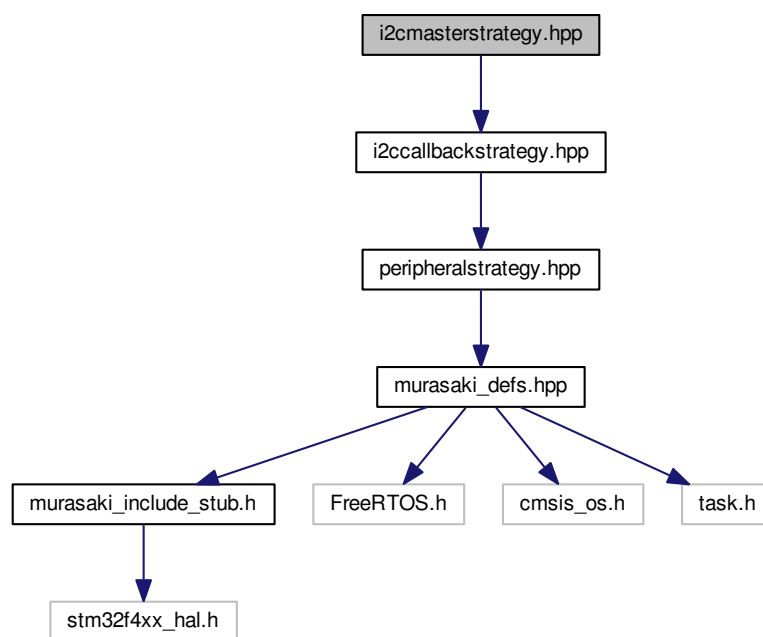 i2cmasterstrategy.hpp
i2ccallbackstrategy.hpp
peripheralstrategy.hpp
murasaki_defs.hpp
murasaki_include_stub.h
FreeRTOS.h
cmsis_os.h
task.h
stm32f4xx_hal.h